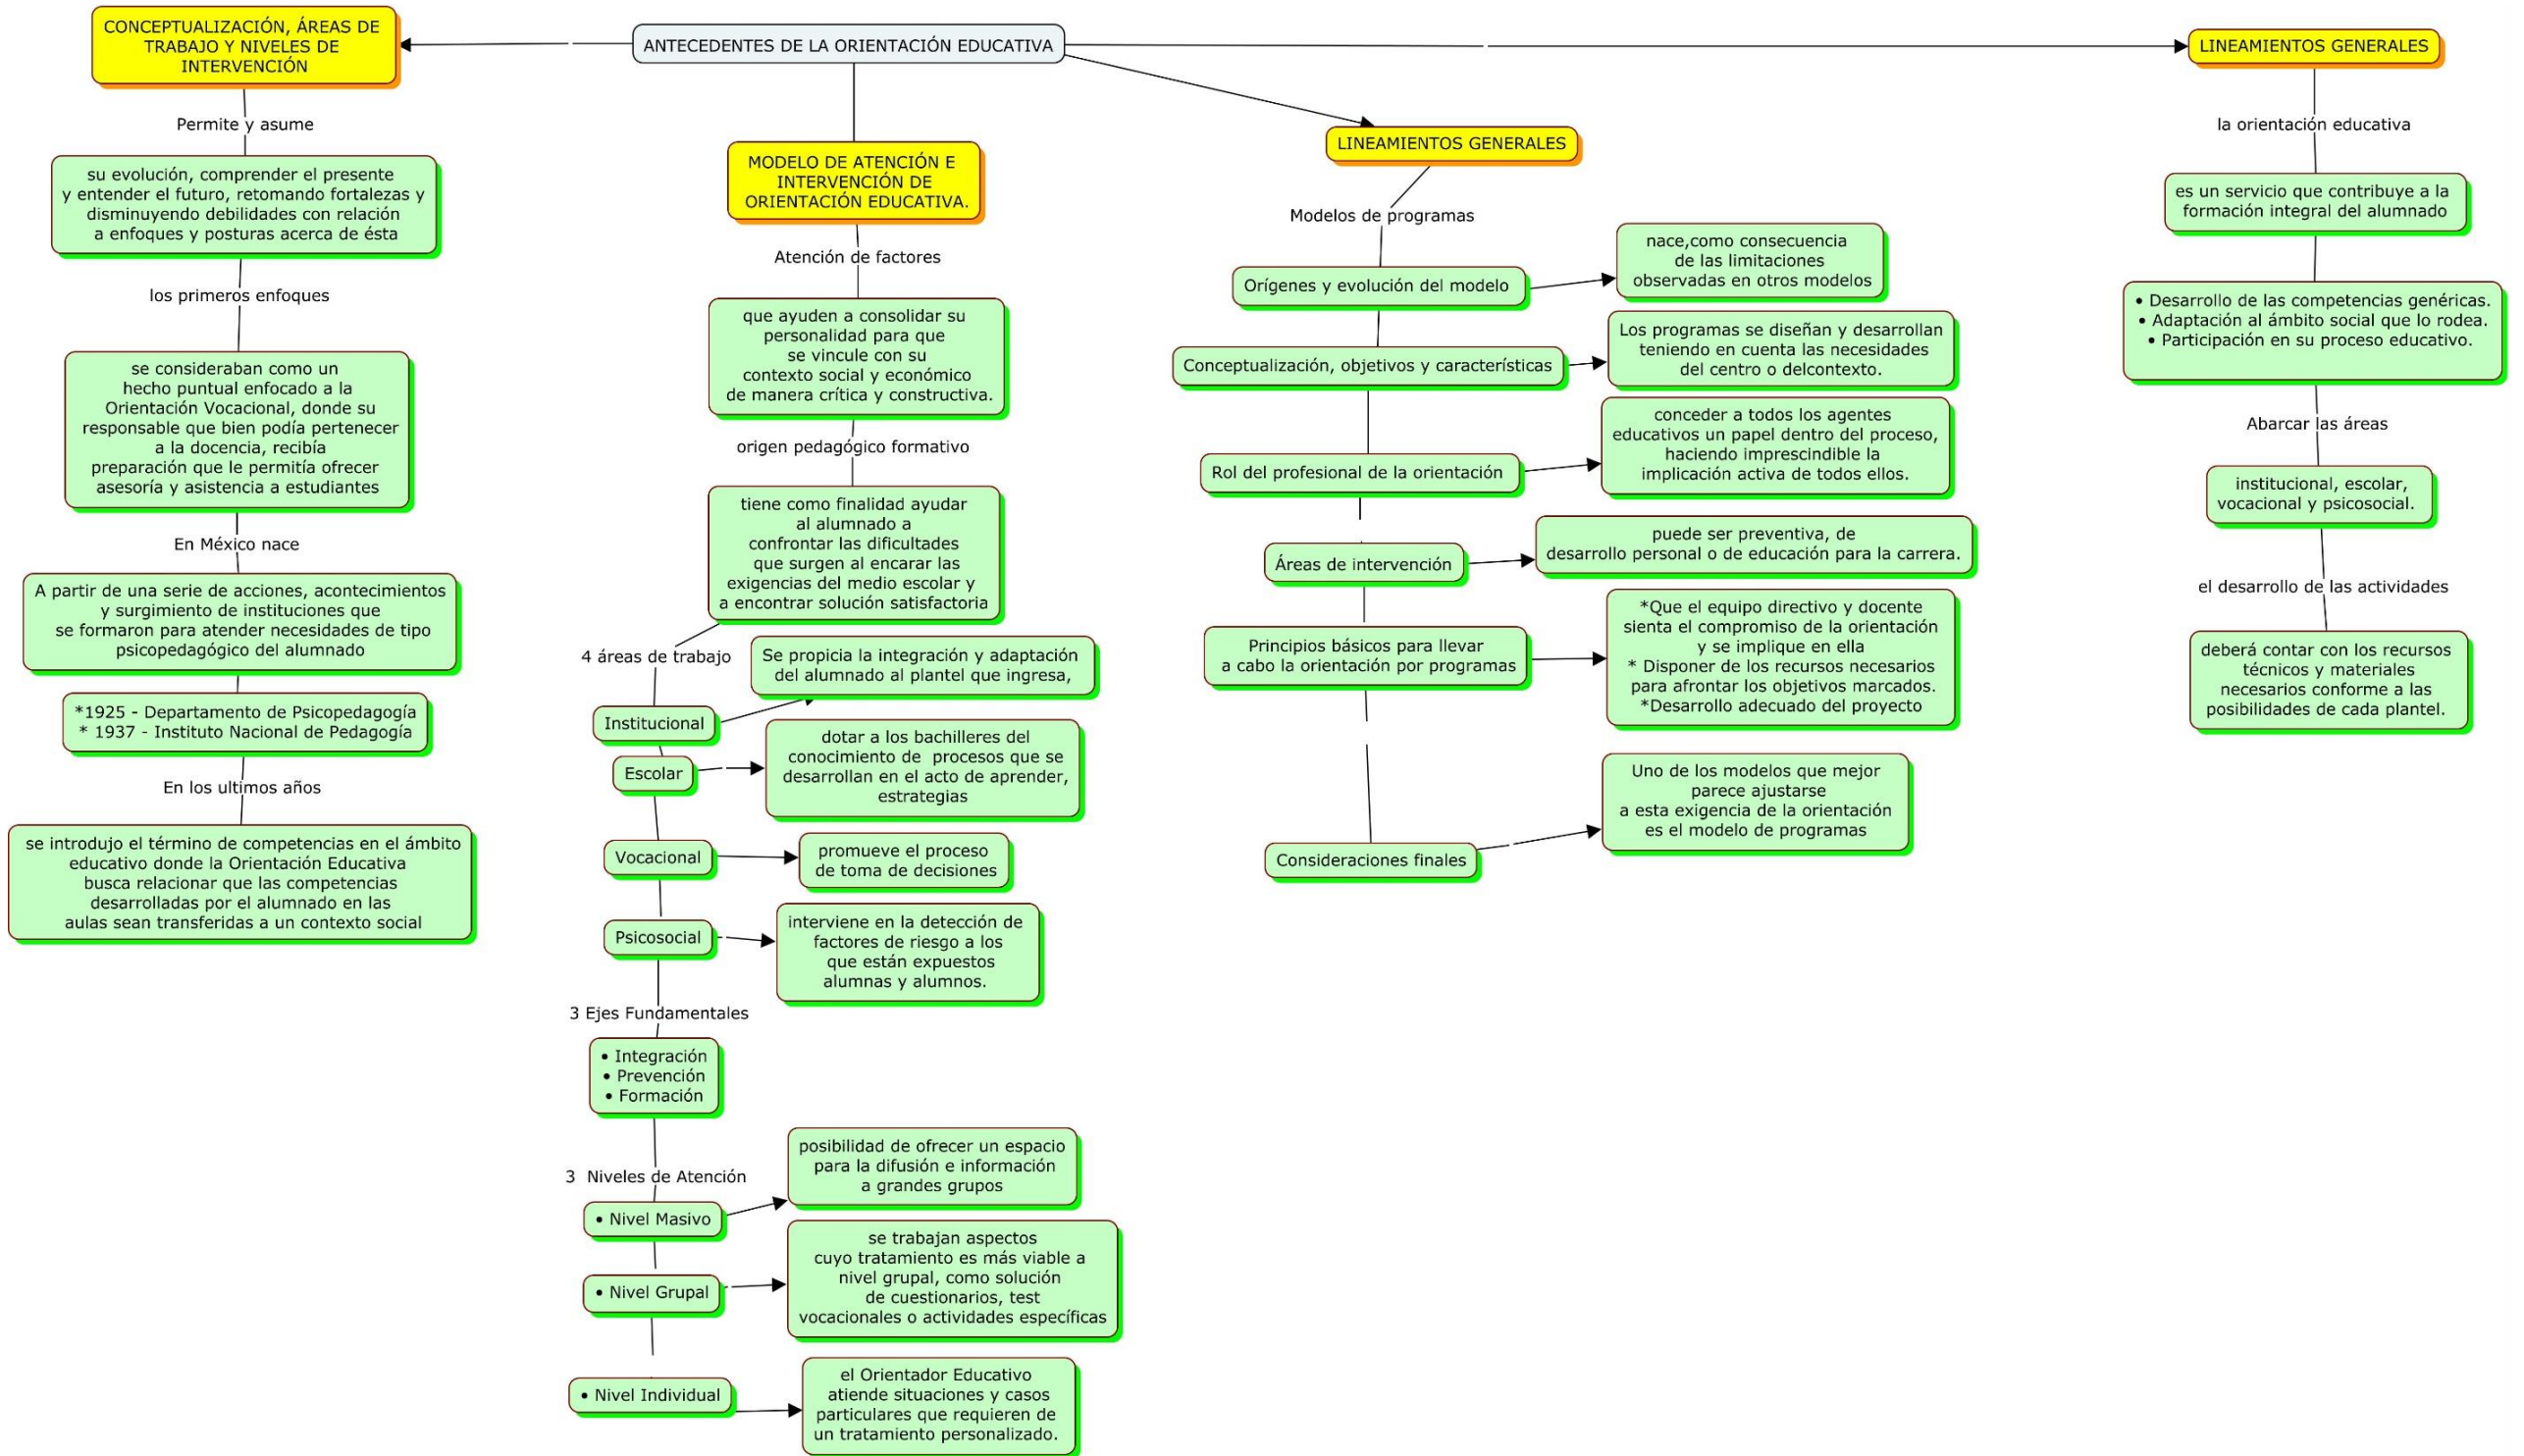 ANTECEDENTES DE LA ORIENTACIÓN EDUCATIVA
CONCEPTUALIZACIÓN, ÁREAS DE
TRABAJO Y NIVELES DE
INTERVENCIÓN
Permite y asume
su evolución, comprender el presente
y entender el futuro, retomando fortalezas y
disminuyendo debilidades con relación
a enfoques y posturas acerca de ésta
los primeros enfoques
se consideraban como un
hecho puntual enfocado a la
Orientación Vocacional, donde su
responsable que bien podía pertenecer
a la docencia, recibía
preparación que le permitía ofrecer
asesoría y asistencia a estudiantes
En México nace
A partir de una serie de acciones, acontecimientos
y surgimiento de instituciones que
se formaron para atender necesidades de tipo
psicopedagógico del alumnado
*1925 - Departamento de Psicopedagogía
* 1937 - Instituto Nacional de Pedagogía
En los ultimos años
se introdujo el término de competencias en el ámbito
educativo donde la Orientación Educativa
busca relacionar que las competencias
desarrolladas por el alumnado en las
aulas sean transferidas a un contexto social
MODELO DE ATENCIÓN E
INTERVENCIÓN DE
ORIENTACIÓN EDUCATIVA.
Atención de factores
que ayuden a consolidar su
personalidad para que
se vincule con su
contexto social y económico
de manera crítica y constructiva.
origen pedagógico formativo
tiene como finalidad ayudar
al alumnado a
confrontar las dificultades
que surgen al encarar las
exigencias del medio escolar y
a encontrar solución satisfactoria
4 áreas de trabajo
Institucional
Se propicia la integración y adaptación
del alumnado al plantel que ingresa,
Escolar
dotar a los bachilleres del
conocimiento de procesos que se
desarrollan en el acto de aprender,
estrategias
Vocacional
promueve el proceso
de toma de decisiones
Psicosocial
interviene en la detección de
factores de riesgo a los
que están expuestos
alumnas y alumnos.
3 Ejes Fundamentales
• Integración
• Prevención
• Formación
3 Niveles de Atención
• Nivel Masivo
posibilidad de ofrecer un espacio
para la difusión e información
a grandes grupos
• Nivel Grupal
se trabajan aspectos
cuyo tratamiento es más viable a
nivel grupal, como solución
de cuestionarios, test
vocacionales o actividades específicas
• Nivel Individual
el Orientador Educativo
atiende situaciones y casos
particulares que requieren de
un tratamiento personalizado.
LINEAMIENTOS GENERALES
Modelos de programas
Orígenes y evolución del modelo
nace,como consecuencia
de las limitaciones
observadas en otros modelos
Conceptualización, objetivos y características
Los programas se diseñan y desarrollan
teniendo en cuenta las necesidades
del centro o delcontexto.
Rol del profesional de la orientación
conceder a todos los agentes
educativos un papel dentro del proceso,
haciendo imprescindible la
implicación activa de todos ellos.
Áreas de intervención
puede ser preventiva, de
desarrollo personal o de educación para la carrera.
Principios básicos para llevar
a cabo la orientación por programas
*Que el equipo directivo y docente
sienta el compromiso de la orientación
y se implique en ella
* Disponer de los recursos necesarios
para afrontar los objetivos marcados.
*Desarrollo adecuado del proyecto
Consideraciones finales
Uno de los modelos que mejor
parece ajustarse
a esta exigencia de la orientación
es el modelo de programas
LINEAMIENTOS GENERALES
la orientación educativa
es un servicio que contribuye a la
formación integral del alumnado
• Desarrollo de las competencias genéricas.
• Adaptación al ámbito social que lo rodea.
• Participación en su proceso educativo.
Abarcar las áreas
institucional, escolar,
vocacional y psicosocial.
el desarrollo de las actividades
deberá contar con los recursos
técnicos y materiales
necesarios conforme a las
posibilidades de cada plantel.